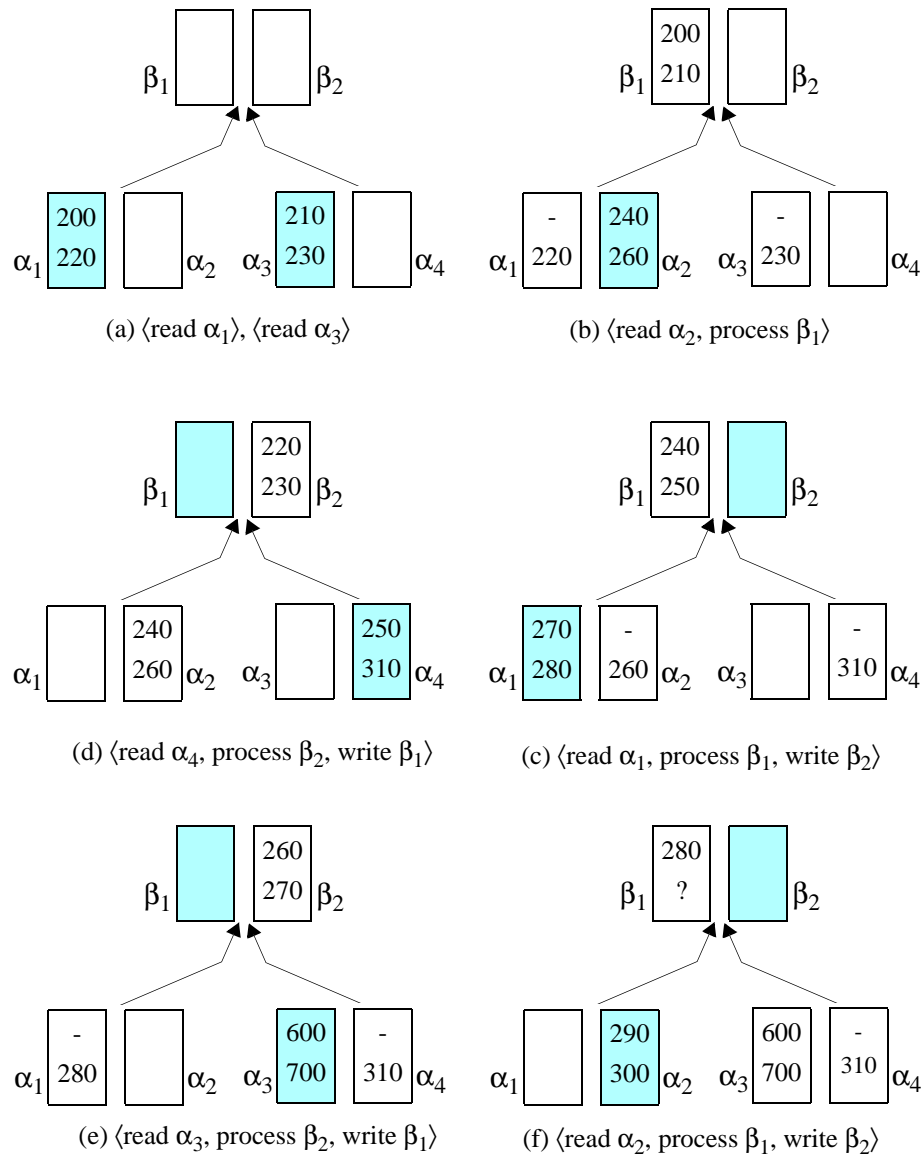 200
210
β1 β2 β1 β2
200 210 - 240 -
220 230 220 260 230
α1 α2 α3 α4 α1 α2 α3 α4
(a) ⟨read α1⟩, ⟨read α3⟩ (b) ⟨read α2, process β1⟩
220 240
230 250
β1 β2 β1 β2
240 250 270 - -
260 310 280 260 310
α1 α2 α3 α4 α1 α2 α3 α4
(d) ⟨read α4, process β2, write β1⟩ (c) ⟨read α1, process β1, write β2⟩
260 280
270 ?
β1 β2 β1 β2
- 600 - 290 600 -
280 700 310 300 700 310
α1 α2 α3 α4 α1 α2 α3 α4
(e) ⟨read α3, process β2, write β1⟩ (f) ⟨read α2, process β1, write β2⟩